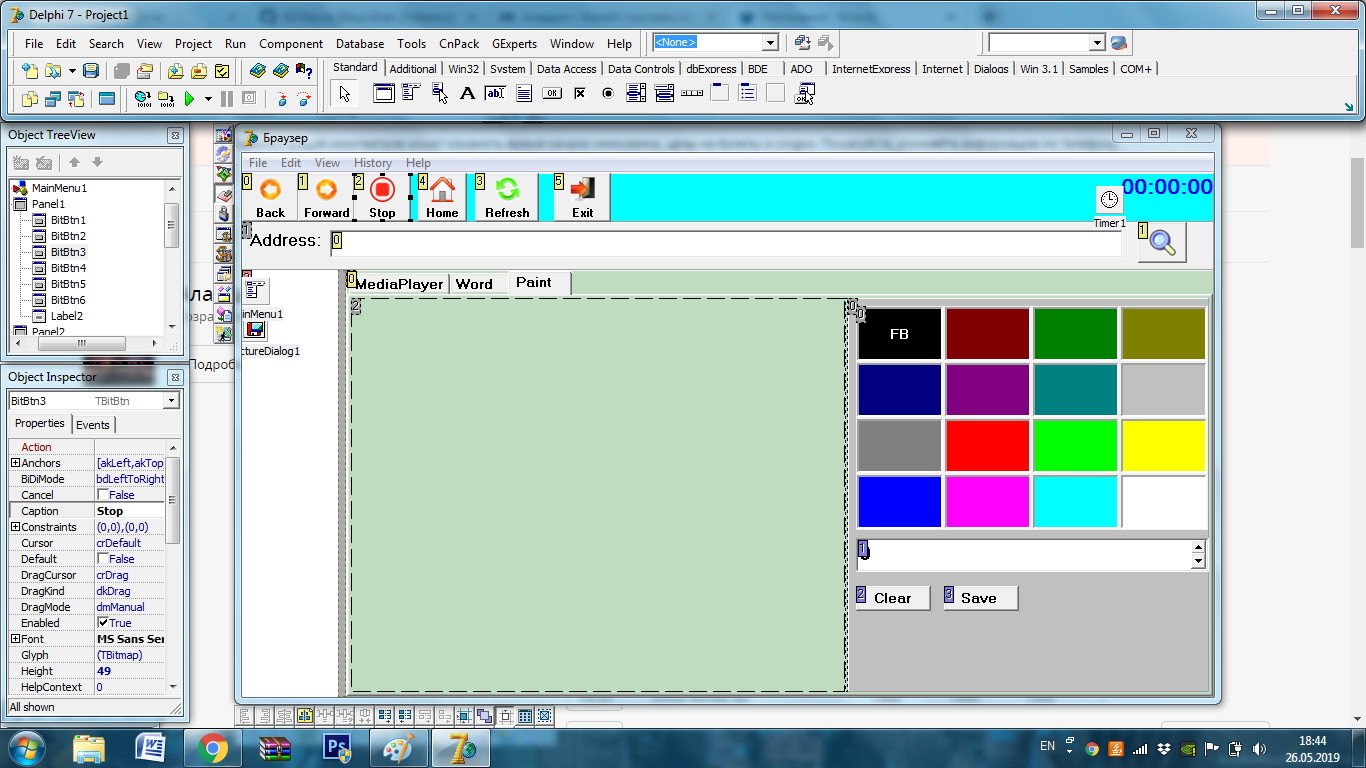 Delphi 7 - Project1
File Edit Search View Project Run Component Database Tools CnPack GExperts Window Help <None>
Standard Additional Win32 System Data Access Data Controls dbExpress BDE ADO InternetExpress Internet Dialogs Win 3.1 Samples COM+
Object TreeView
MainMenu1
Panel1
BitBtn1
BitBtn2
BitBtn3
BitBtn4
BitBtn5
BitBtn6
Label2
Panel2
Подроб
Object Inspector
BitBtn3 TBitBtn
Properties Events
Action
Anchors [akLeft,akTop
BiDiMode bdLeftToRight
Cancel False
Caption Stop
Constraints (0,0),(0,0)
Cursor crDefault
Default False
DragCursor crDrag
DragKind dkDrag
DragMode dmManual
Enabled True
Font MS Sans Ser
Glyph (TBitmap)
Height 49
HelpContext 0
All shown
Браузер
File Edit View History Help
0 1 2 4 3 5 00:00:00
Back Forward Stop Home Refresh Exit
Timer1
1 Address: 0 1
0 MediaPlayer Word Paint
inMenu1
ctureDialog1
2 0 0
FB
1
2 Clear 3 Save
EN 18:44
26.05.2019